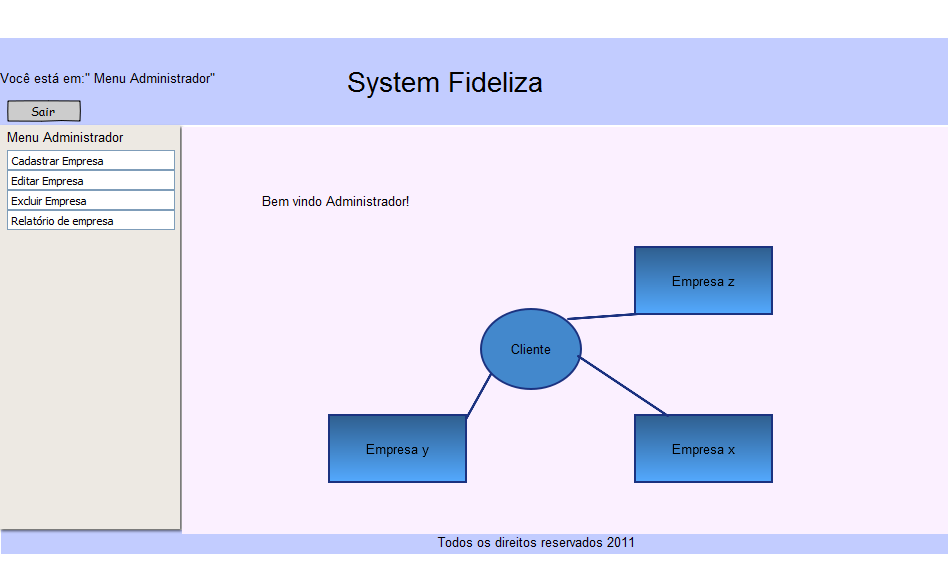 Você está em:" Menu Administrador"
System Fideliza
Sair
Menu Administrador
Cadastrar Empresa
Editar Empresa
Excluir Empresa
Relatório de empresa
Bem vindo Administrador!
Empresa z
Cliente
Empresa y
Empresa x
Todos os direitos reservados 2011